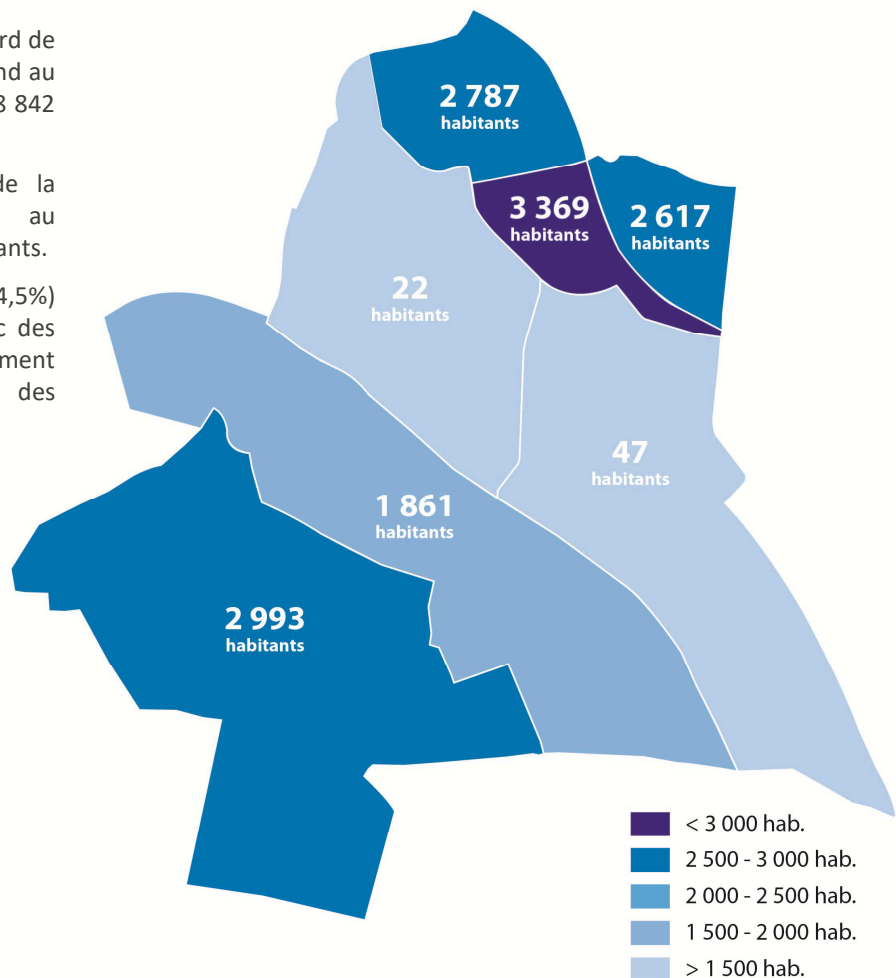 rd de
nd au
8 842
de la
au
ants.
4,5%)
c des
ment
des
2 787
habitants
3 369
habitants
2 617
habitants
22
habitants
47
habitants
1 861
habitants
2 993
habitants
< 3 000 hab.
2 500 - 3 000 hab.
2 000 - 2 500 hab.
1 500 - 2 000 hab.
> 1 500 hab.